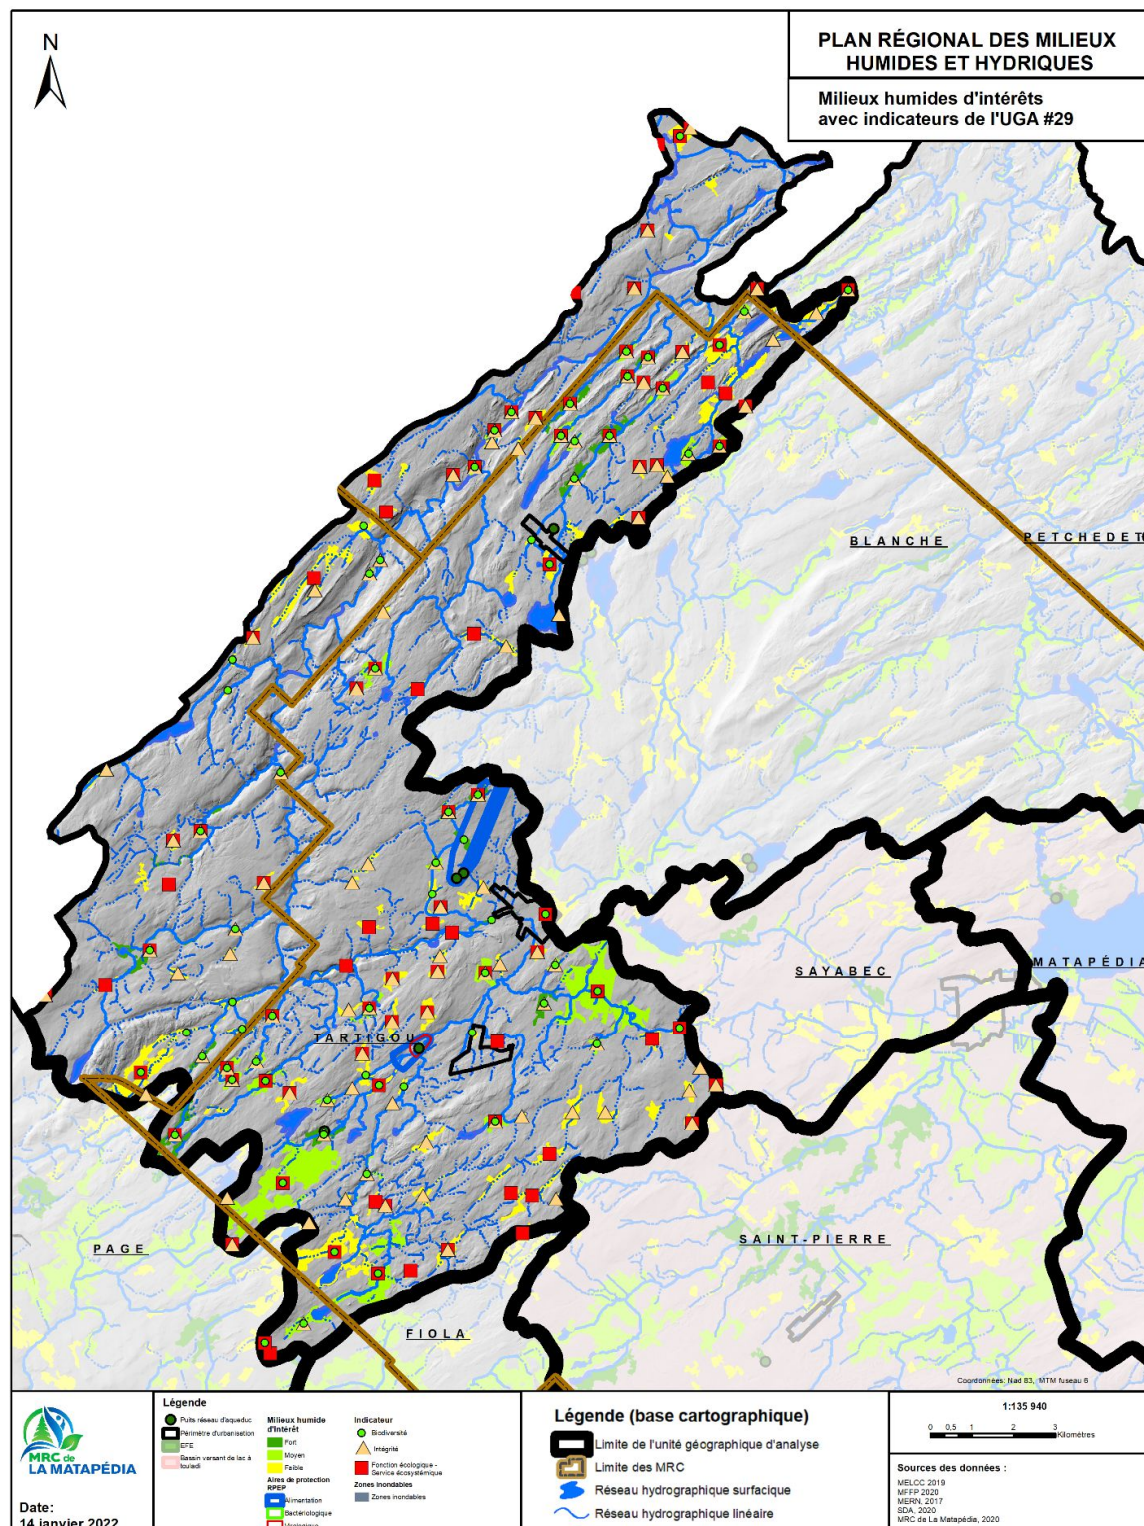 PLAN RÉGIONAL DES MILIEUX
HUMIDES ET HYDRIQUES
Milieux humides d'intérêts
avec indicateurs de l'UGA #29
N
BLANCHE
PETCHEDET
SAYABEC
MATAPÉDIA
TARTIGOU
SAINT-PIERRE
PAGE
FIOLA
Coordonnées: Nad 83, MTM fuseau 6
MRC de
LA MATAPÉDIA
Date:
14 janvier 2022
Légende
Puits réseau d'aqueduc
Périmètre d'urbanisation
EFE
Bassin versant de lac à
touladi
Milieux humide
d'intérêt
Fort
Moyen
Faible
Aires de protection
RPEP
Alimentation
Bactériologique
Virologique
Indicateur
Biodiversité
Intégrité
Fonction écologique -
Service écosystémique
Zones inondables
Zones inondables
Légende (base cartographique)
Limite de l'unité géographique d'analyse
Limite des MRC
Réseau hydrographique surfacique
Réseau hydrographique linéaire
1:135 940
0 0,5 1 2 3
Kilomètres
Sources des données :
MELCC 2019
MFFP 2020
MERN, 2017
SDA, 2020
MRC de La Matapédia, 2020